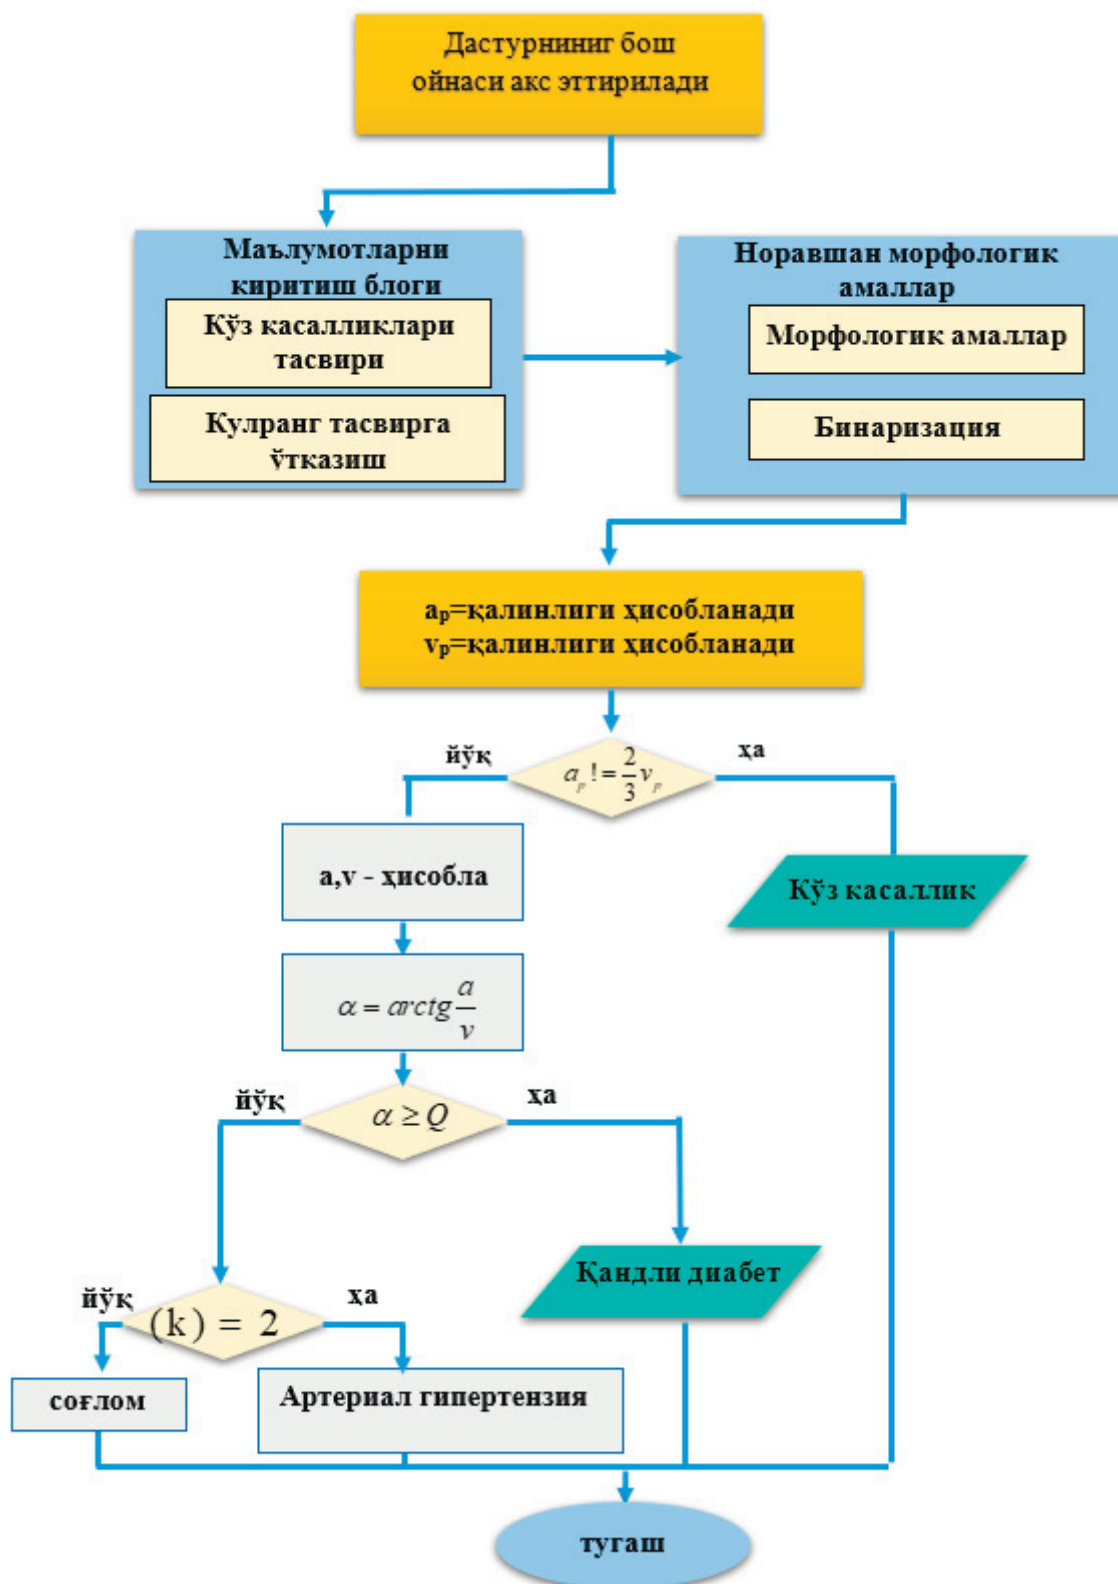 Дастурнинг бош
ойнаси акс эттирилади
Маълумотларни
киритиш блоги
Кўз касалликлари
тасвири
Кулранг тасвирга
ўтказиш
Норавшан морфологик
амаллар
Морфологик амаллар
Бинаризация
aₚ=қалинлиги ҳисобланади
vₚ=қалинлиги ҳисобланади
йўқ
ҳа
aₚ != 2/3 vₚ
a,v - ҳисобла
Кўз касаллик
α = arctg a/v
йўқ
ҳа
α ≥ Q
Қандли диабет
йўқ
ҳа
(k) = 2
соғлом
Артериал гипертензия
тугаш